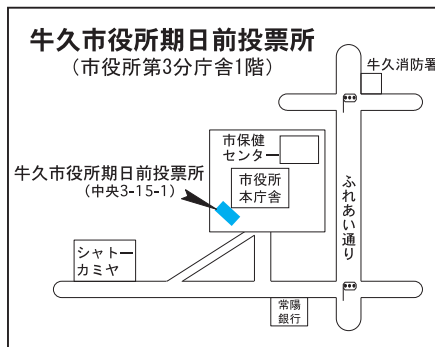 牛久市役所期日前投票所
(市役所第3分庁舎1階)
牛久消防署
市保健
センター
牛久市役所期日前投票所
(中央3-15-1)
市役所
本庁舎
ふれあい通り
シャトー
カミヤ
常陽
銀行